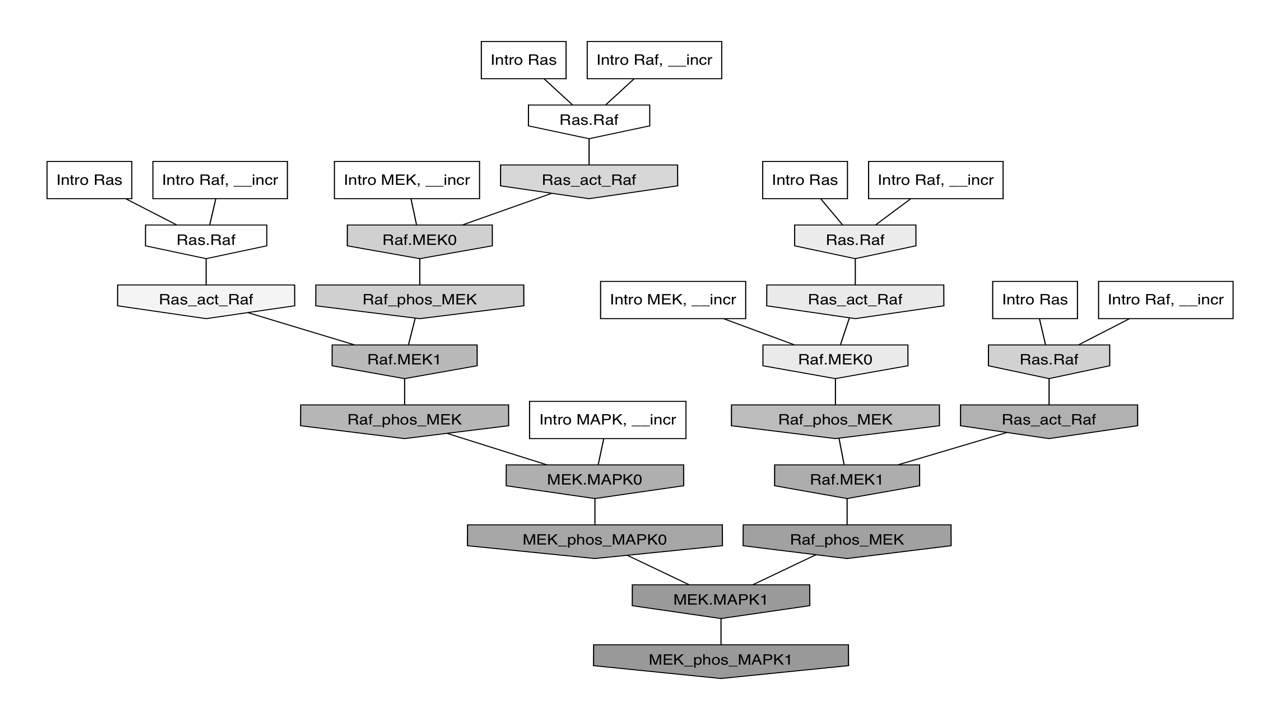 Intro Ras
Intro Raf, __incr
Ras.Raf
Intro Ras
Intro Raf, __incr
Intro MEK, __incr
Ras_act_Raf
Intro Ras
Intro Raf, __incr
Ras.Raf
Raf.MEK0
Ras.Raf
Ras_act_Raf
Raf_phos_MEK
Intro MEK, __incr
Ras_act_Raf
Intro Ras
Intro Raf, __incr
Raf.MEK1
Raf.MEK0
Ras.Raf
Raf_phos_MEK
Intro MAPK, __incr
Raf_phos_MEK
Ras_act_Raf
MEK.MAPK0
Raf.MEK1
MEK_phos_MAPK0
Raf_phos_MEK
MEK.MAPK1
MEK_phos_MAPK1